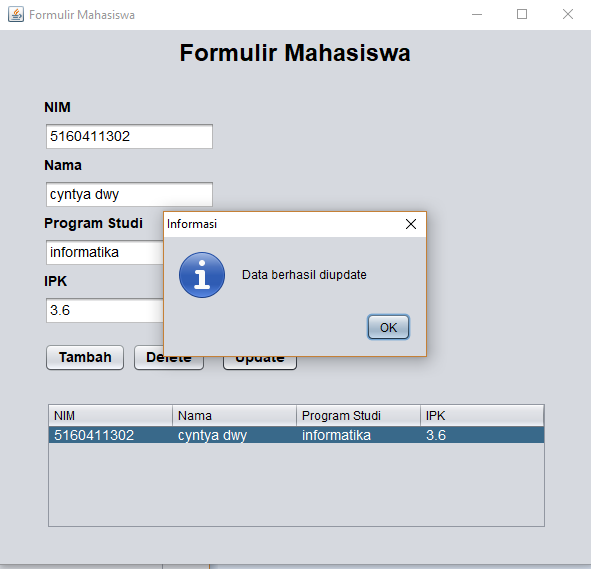 Formulir Mahasiswa
Formulir Mahasiswa
NIM
5160411302
Nama
cyntya dwy
Program Studi
informatika
IPK
3.6
Informasi
Data berhasil diupdate
OK
Tambah Delete Update
NIM Nama Program Studi IPK
5160411302 cyntya dwy informatika 3.6